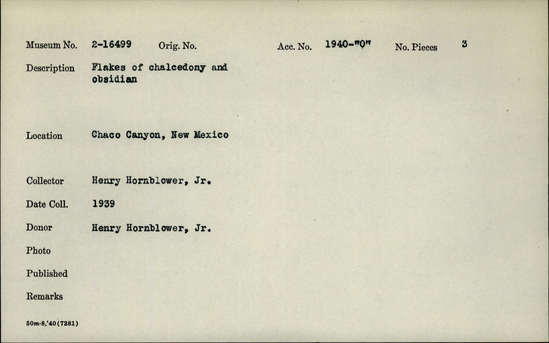 Museum No. 2-16499 Orig. No. Acc. No. 1940-"0" No. Pieces 3
Description Flakes of chalcedony and
obsidian
Location Chaco Canyon, New Mexico
Collector Henry Hornblower, Jr.
Date Coll. 1939
Donor Henry Hornblower, Jr.
Photo
Published
Remarks
50m-8,'40(7281)